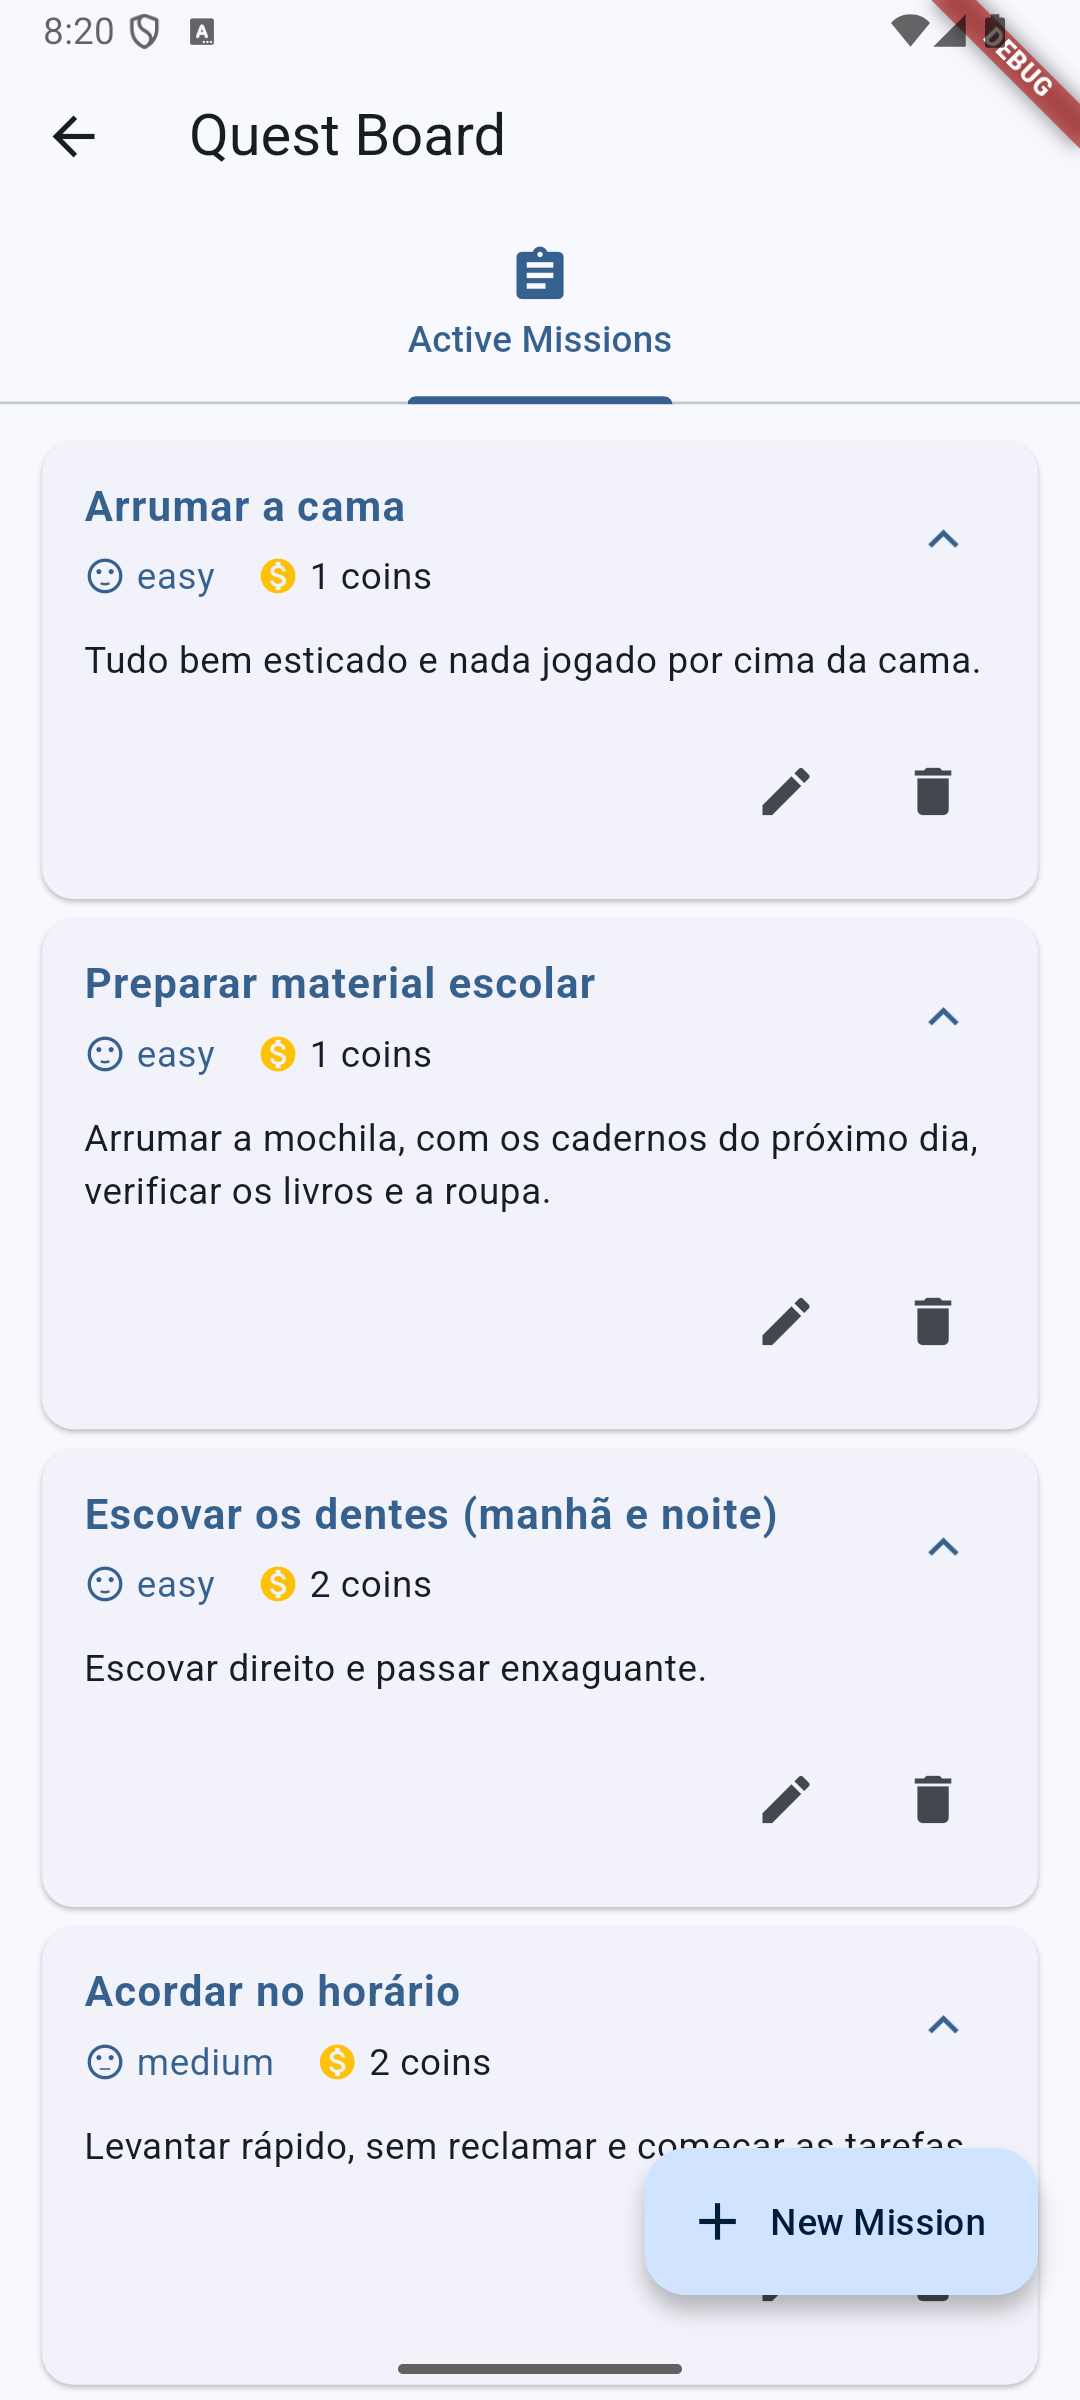 8:20
DEBUG
Quest Board
Active Missions
Arrumar a cama
easy 1 coins
Tudo bem esticado e nada jogado por cima da cama.
Preparar material escolar
easy 1 coins
Arrumar a mochila, com os cadernos do próximo dia,
verificar os livros e a roupa.
Escovar os dentes (manhã e noite)
easy 2 coins
Escovar direito e passar enxaguante.
Acordar no horário
medium 2 coins
Levantar rápido, sem reclamar e começar as tarefas
New Mission